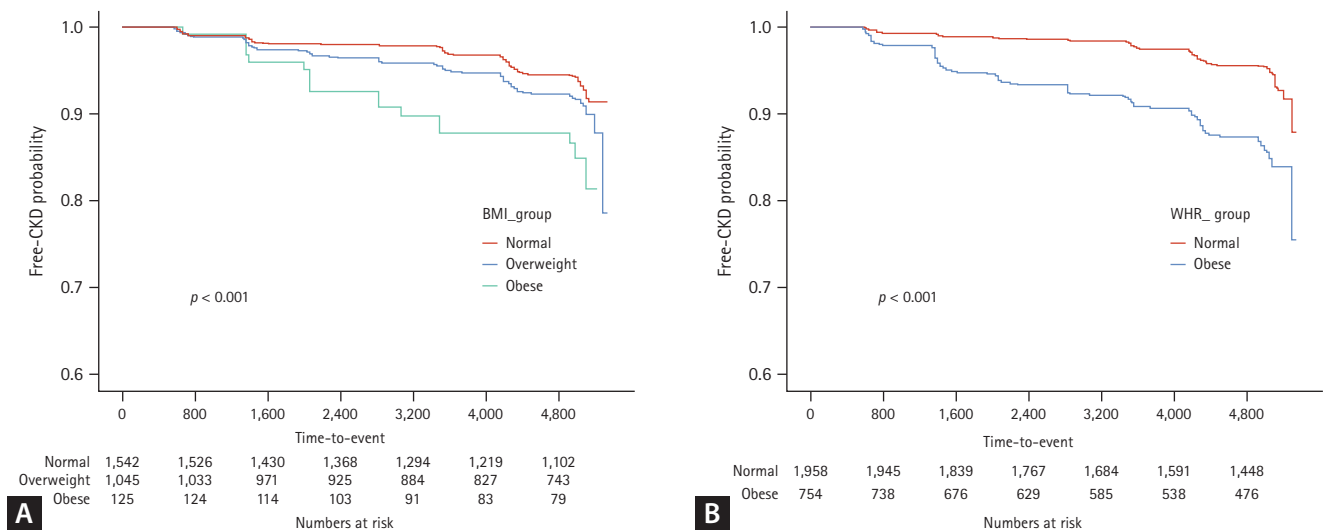 1.0
0.9
0.8
0.7
0.6
Free-CKD probability
BMI_group
Normal
Overweight
Obese
p < 0.001
0 800 1,600 2,400 3,200 4,000 4,800
Time-to-event
Normal 1,542 1,526 1,430 1,368 1,294 1,219 1,102
Overweight 1,045 1,033 971 925 884 827 743
Obese 125 124 114 103 91 83 79
Numbers at risk
A
1.0
0.9
0.8
0.7
0.6
Free-CKD probability
WHR_ group
Normal
Obese
p < 0.001
0 800 1,600 2,400 3,200 4,000 4,800
Time-to-event
Normal 1,958 1,945 1,839 1,767 1,684 1,591 1,448
Obese 754 738 676 629 585 538 476
Numbers at risk
B